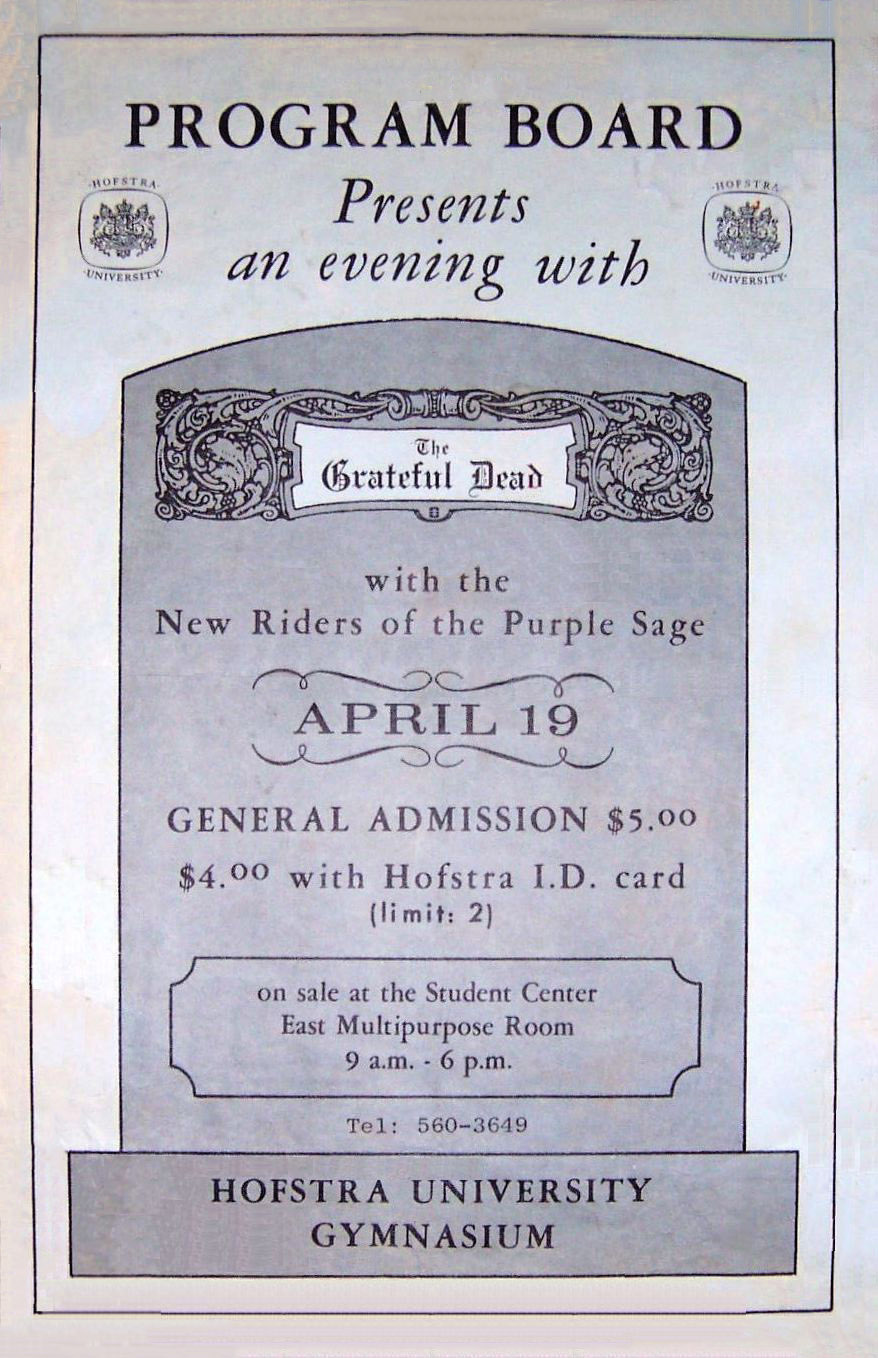 PROGRAM BOARD
Presents
an evening with
HOFSTRA
UNIVERSITY
HOFSTRA
UNIVERSITY
The
Grateful Dead
with the
New Riders of the Purple Sage
APRIL 19
GENERAL ADMISSION $5.00
$4.00 with Hofstra I.D. card
(limit: 2)
on sale at the Student Center
East Multipurpose Room
9 a.m. - 6 p.m.
Tel: 560-3649
HOFSTRA UNIVERSITY
GYMNASIUM